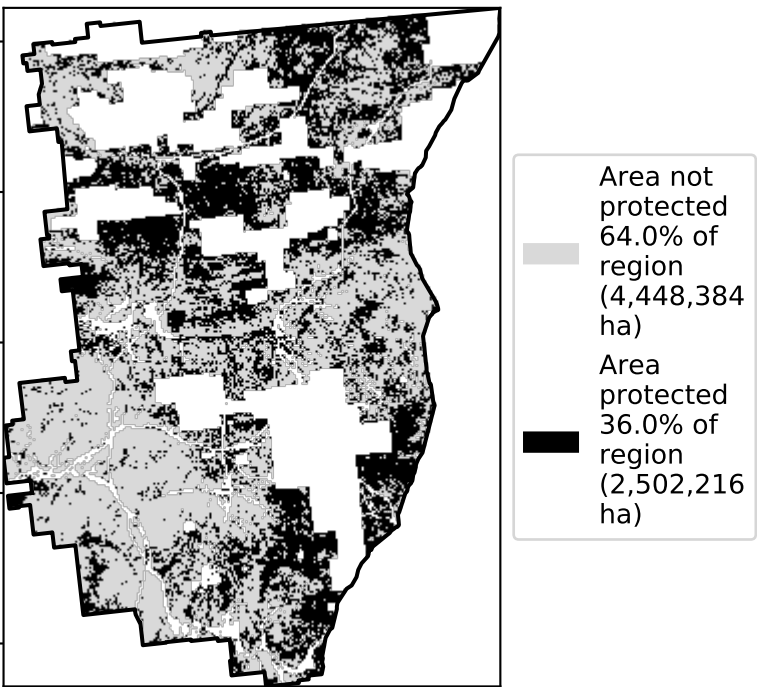 Area not
protected
64.0% of
region
(4,448,384
ha)
Area
protected
36.0% of
region
(2,502,216
ha)